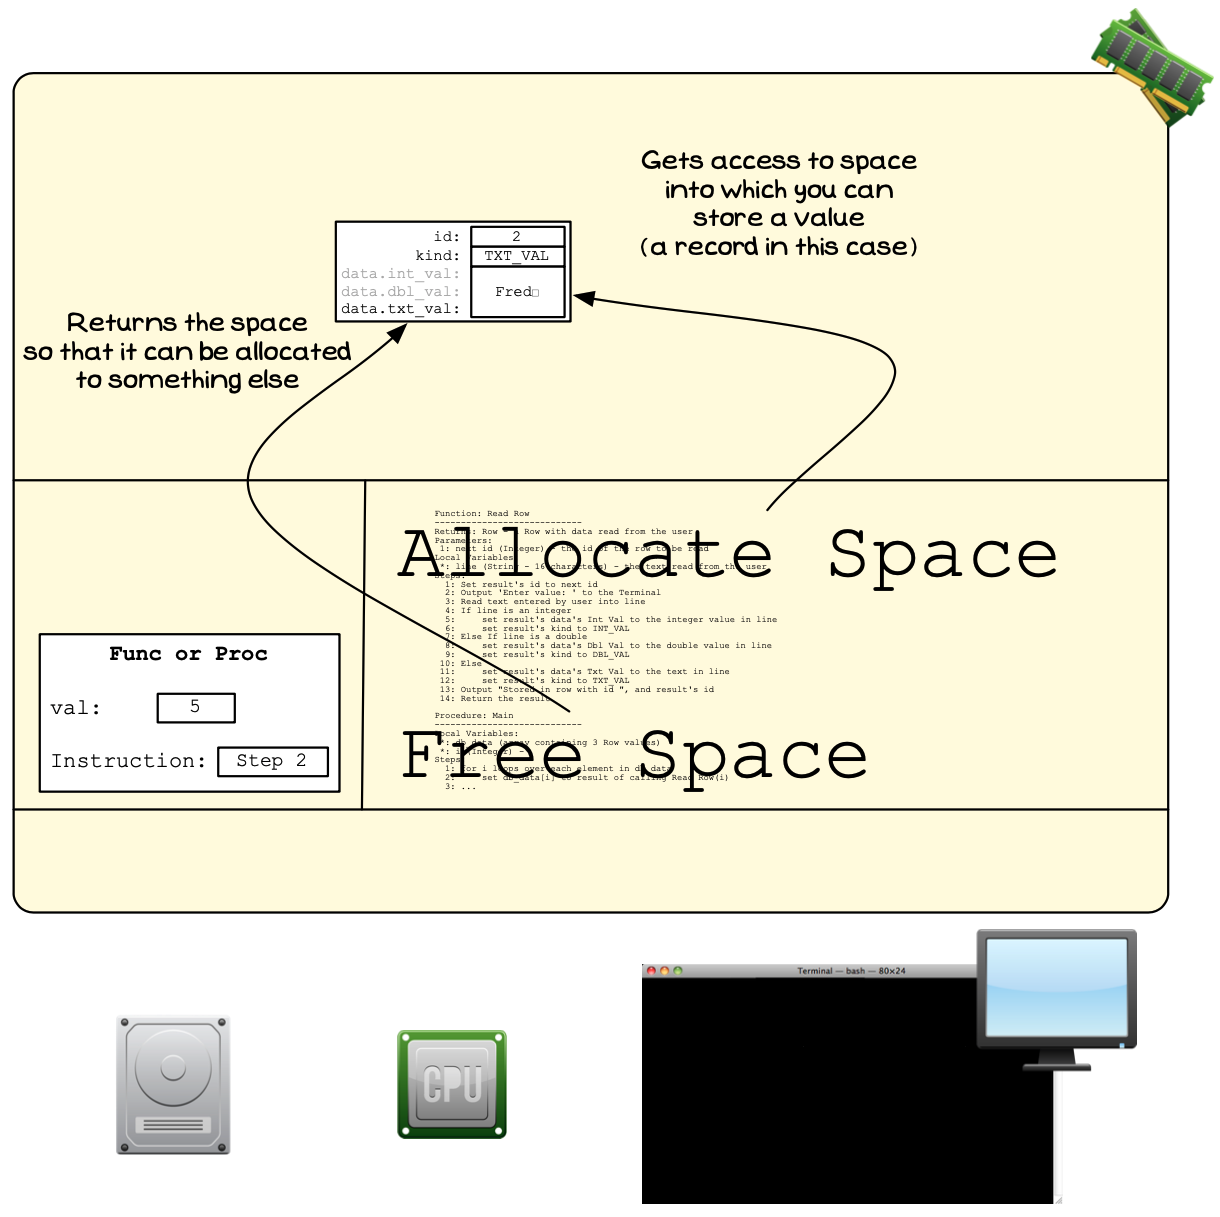 Gets access to space
into which you can
store a value
(a record in this case)
id: 2
kind: TXT_VAL
data.int_val:
data.dbl_val:
data.txt_val:
Fred
Returns the space
so that it can be allocated
to something else
Allocate Space
Free Space
Function: Read Row
----------------------------
Returns: Row Row with data read from the user
Parameters:
1: next id (Integer) - the id of the row to be read
Local Variables:
*: line (String - 16 characters) - the text read from the user
Steps:
1: Set result's id to next id
2: Output 'Enter value: ' to the Terminal
3: Read text entered by user into line
4: If line is an integer
5: set result's data's Int Val to the integer value in line
6: set result's kind to INT_VAL
7: Else If line is a double
8: set result's data's Dbl Val to the double value in line
9: set result's kind to DBL_VAL
10: Else
11: set result's data's Txt Val to the text in line
12: set result's kind to TXT_VAL
13: Output "Stored in row with id ", and result's id
14: Return the result
Procedure: Main
----------------------------
Local Variables:
*: db_data (array containing 3 Row values)
*: i (Integer) -
Steps:
1: for i loops over each element in db_data
2: set db_data[i] to result of calling Read Row(i)
3: ...
Func or Proc
val: 5
Instruction: Step 2
Terminal — bash — 80×24
CPU